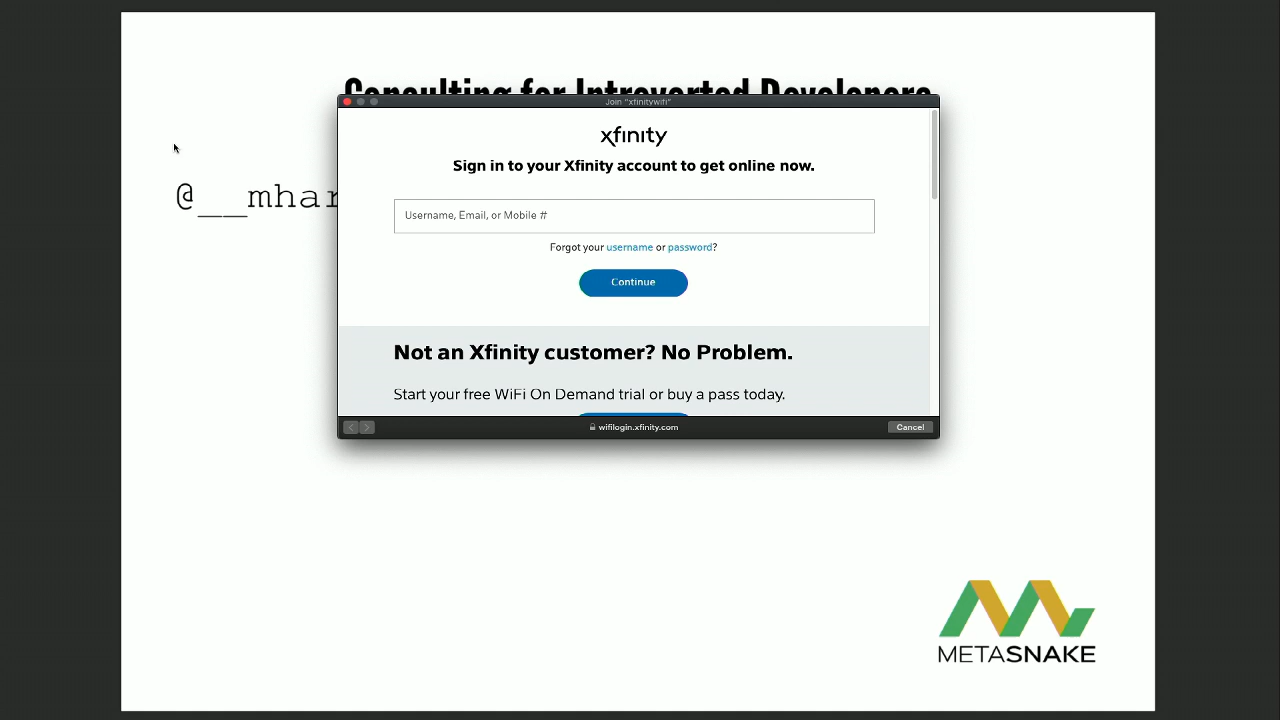 Consulting for Introverted Developers
Join "xfinitywifi"
@__mhar
xfinity
Sign in to your Xfinity account to get online now.
Username, Email, or Mobile #
Forgot your username or password?
Continue
Not an Xfinity customer? No Problem.
Start your free WiFi On Demand trial or buy a pass today.
wifilogin.xfinity.com
Cancel
METASNAKE